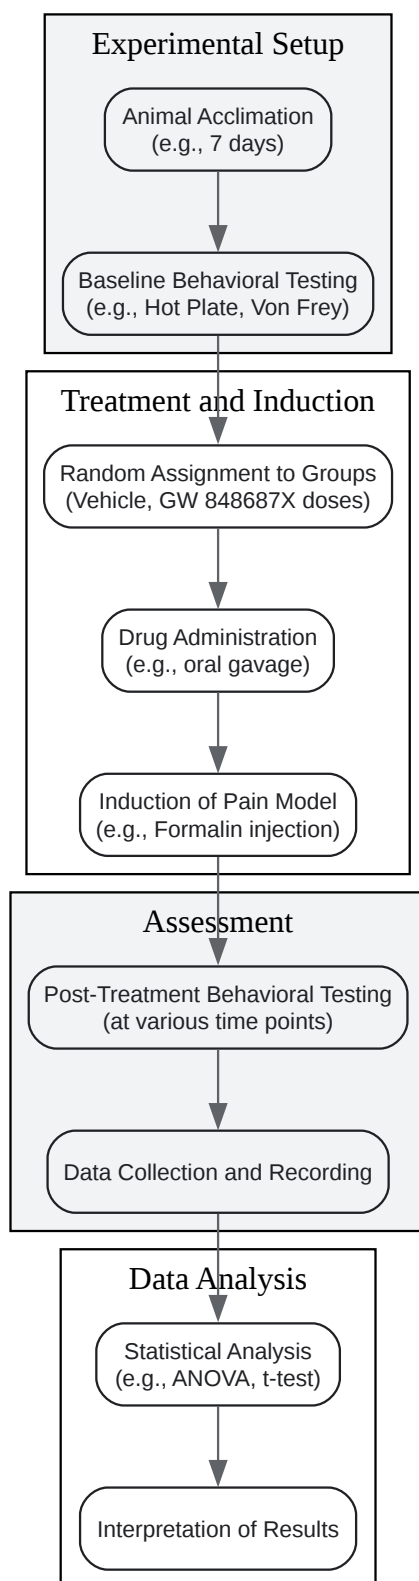 Experimental Setup
Animal Acclimation
(e.g., 7 days)
Baseline Behavioral Testing
(e.g., Hot Plate, Von Frey)
Treatment and Induction
Random Assignment to Groups
(Vehicle, GW 848687X doses)
Drug Administration
(e.g., oral gavage)
Induction of Pain Model
(e.g., Formalin injection)
Assessment
Post-Treatment Behavioral Testing
(at various time points)
Data Collection and Recording
Data Analysis
Statistical Analysis
(e.g., ANOVA, t-test)
Interpretation of Results